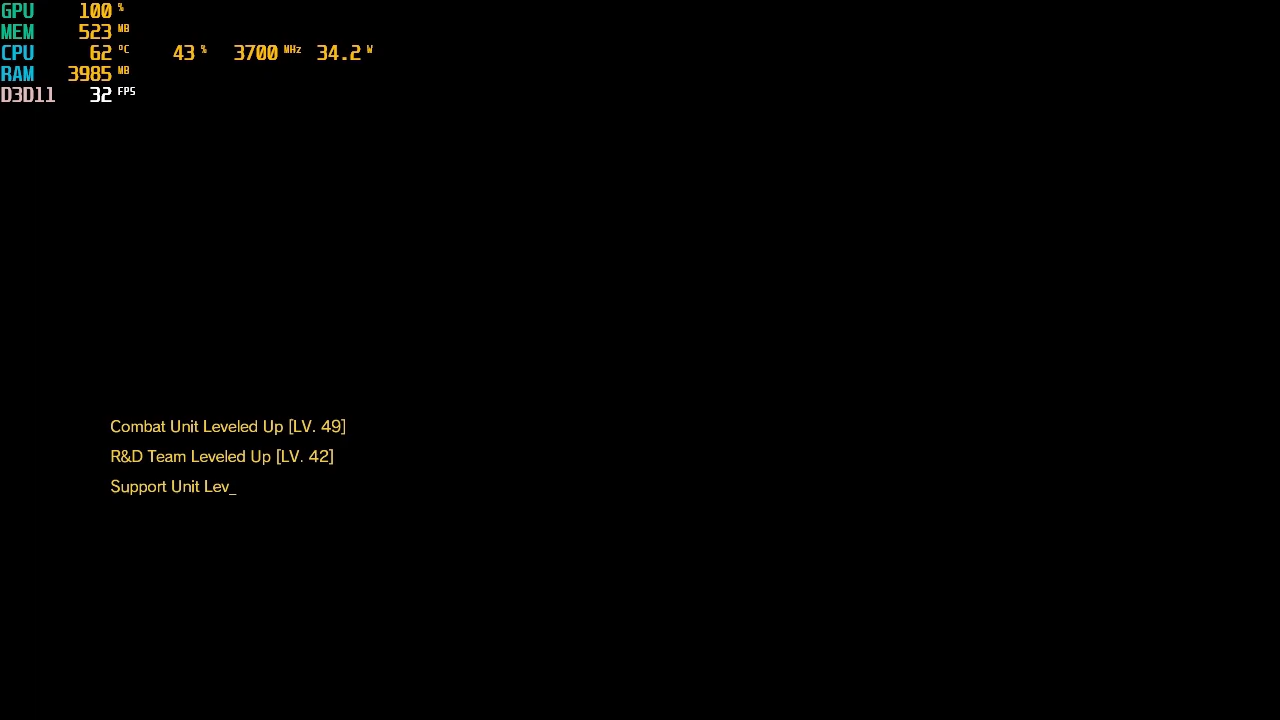 GPU 100 %
MEM 523 MB
CPU 62 °C 43 % 3700 MHz 34.2 W
RAM 3985 MB
D3D11 32 FPS
Combat Unit Leveled Up [LV. 49]
R&D Team Leveled Up [LV. 42]
Support Unit Lev_